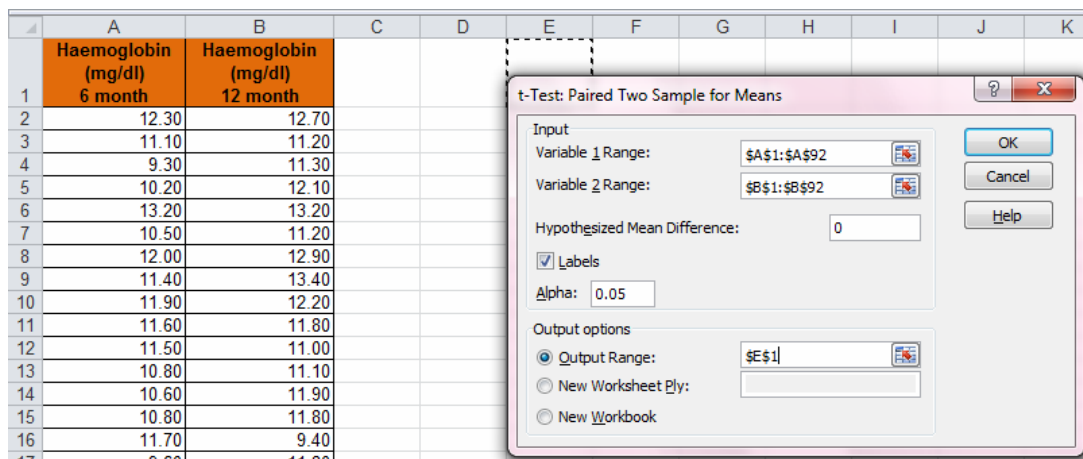 A B C D E F G H I J K
1 Haemoglobin (mg/dl) 6 month Haemoglobin (mg/dl) 12 month
2 12.30 12.70
3 11.10 11.20
4 9.30 11.30
5 10.20 12.10
6 13.20 13.20
7 10.50 11.20
8 12.00 12.90
9 11.40 13.40
10 11.90 12.20
11 11.60 11.80
12 11.50 11.00
13 10.80 11.10
14 10.60 11.90
15 10.80 11.80
16 11.70 9.40
t-Test: Paired Two Sample for Means
?
X
Input
Variable 1 Range: $A$1:$A$92
Variable 2 Range: $B$1:$B$92
Hypothesized Mean Difference: 0
Labels
Alpha: 0.05
Output options
Output Range: $E$1
New Worksheet Ply:
New Workbook
OK
Cancel
Help